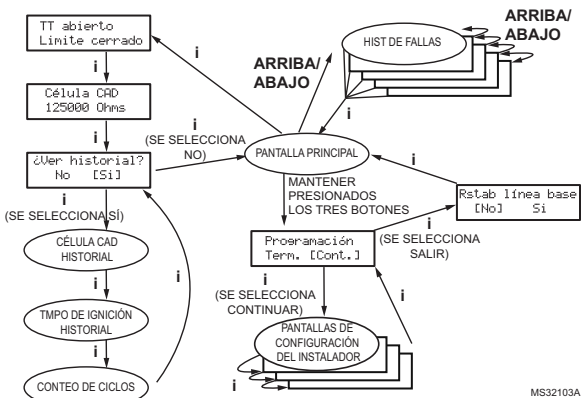 TT abierto
Limite cerrado
i
Célula CAD
125000 Ohms
i
¿Ver historial?
No [Si]
i
(SE SELECCIONA SÍ)
CÉLULA CAD
HISTORIAL
i
TMPO DE IGNICIÓN
HISTORIAL
i
CONTEO DE CICLOS
i
i
i
(SE SELECCIONA
NO)
ARRIBA/
ABAJO
HIST DE FALLAS
ARRIBA/
ABAJO
i
PANTALLA PRINCIPAL
i
MANTENER
PRESIONADOS
LOS TRES BOTONES
Rstab línea base
[No] Si
i
(SE SELECCIONA
SALIR)
Programación
Term. [Cont.]
i
(SE SELECCIONA
CONTINUAR)
i
PANTALLAS DE
CONFIGURACIÓN
DEL INSTALADOR
i
MS32103A